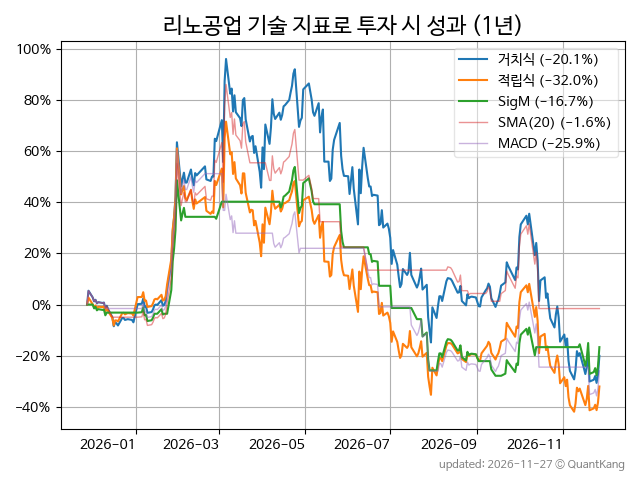 리노공업 기술 지표로 투자 시 성과 (1년)
100%
80%
60%
40%
20%
0%
−20%
−40%
거치식 (−20.1%)
적립식 (−32.0%)
SigM (−16.7%)
SMA(20) (−1.6%)
MACD (−25.9%)
2026-01
2026-03
2026-05
2026-07
2026-09
2026-11
updated: 2026-11-27 © QuantKang